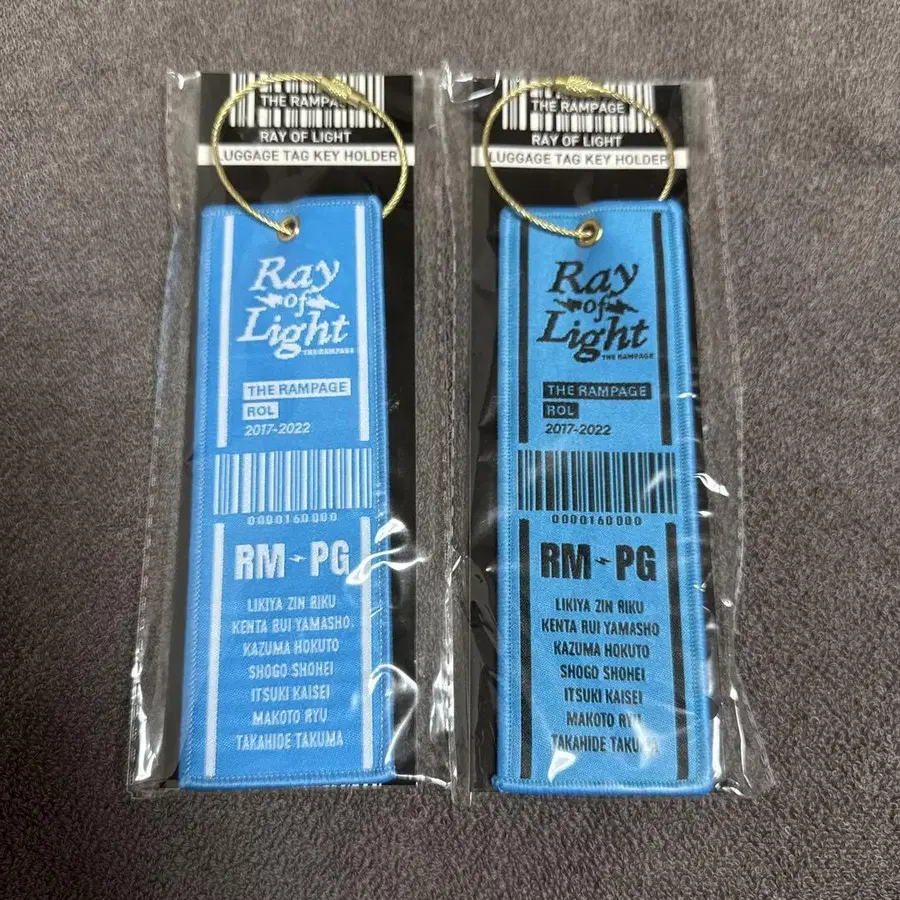 THE RAMPAGE
RAY OF LIGHT
LUGGAGE TAG KEY HOLDER
Ray
of
Light
THE RAMPAGE
THE RAMPAGE
ROL
2017-2022
0000160000
RM PG
LIKIYA ZIN RIKU
KENTA RUI YAMASHO
KAZUMA HOKUTO
SHOGO SHOHEI
ITSUKI KAISEI
MAKOTO RYU
TAKAHIDE TAKUMA
THE RAMPAGE
RAY OF LIGHT
LUGGAGE TAG KEY HOLDER
Ray
of
Light
THE RAMPAGE
THE RAMPAGE
ROL
2017-2022
0000160000
RM PG
LIKIYA ZIN RIKU
KENTA RUI YAMASHO
KAZUMA HOKUTO
SHOGO SHOHEI
ITSUKI KAISEI
MAKOTO RYU
TAKAHIDE TAKUMA